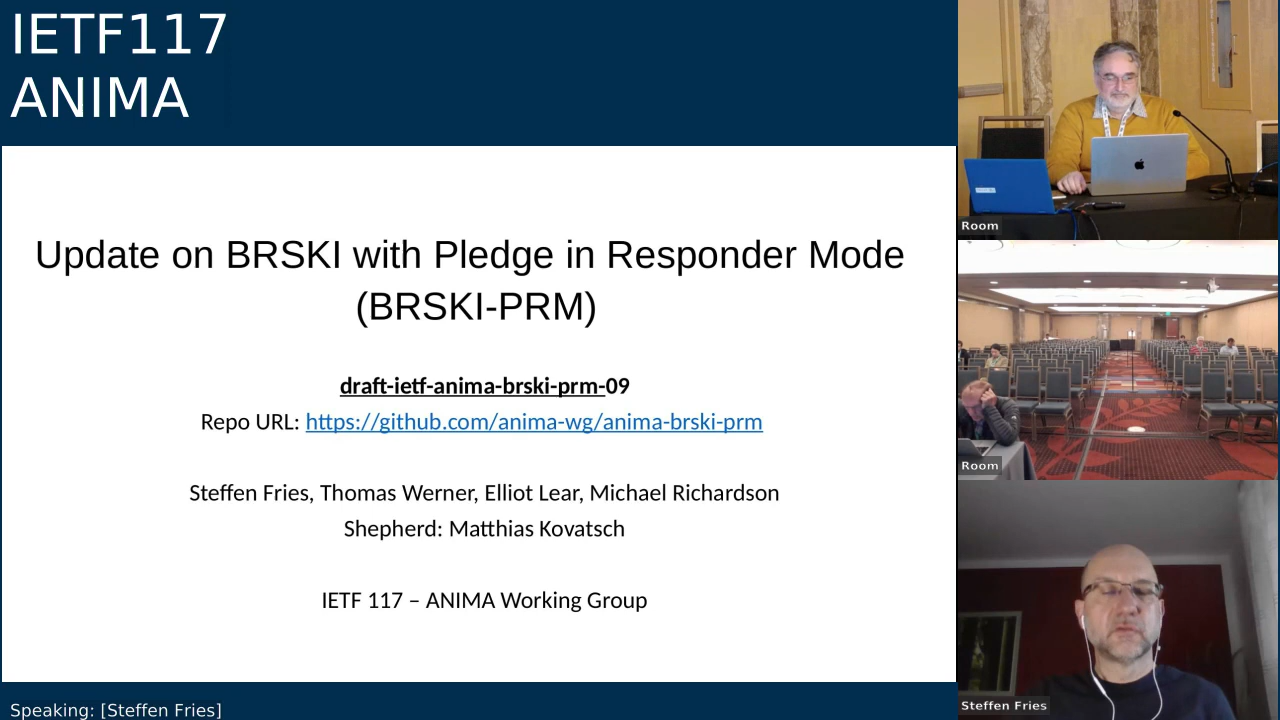 IETF117
ANIMA
Update on BRSKI with Pledge in Responder Mode
(BRSKI-PRM)
draft-ietf-anima-brski-prm-09
Repo URL: https://github.com/anima-wg/anima-brski-prm
Steffen Fries, Thomas Werner, Elliot Lear, Michael Richardson
Shepherd: Matthias Kovatsch
IETF 117 – ANIMA Working Group
Speaking: [Steffen Fries]
Room
Room
Steffen Fries